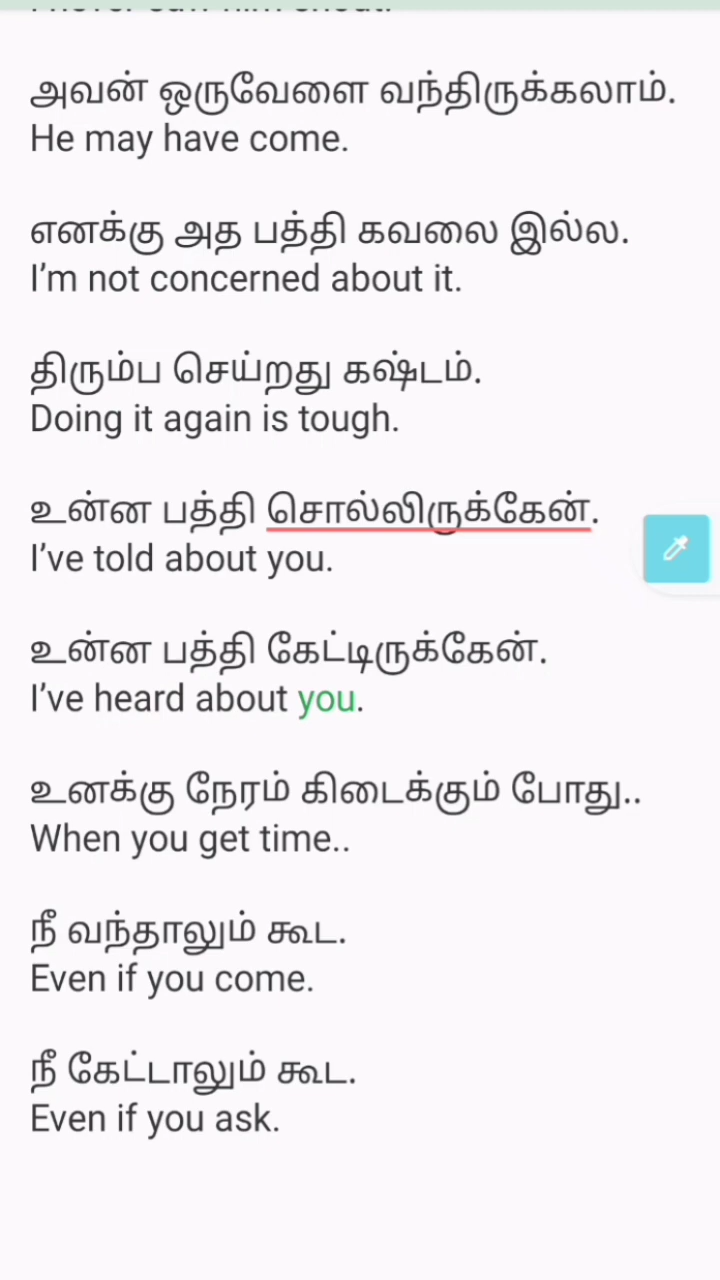 அவன் ஒருவேளை வந்திருக்கலாம்.
He may have come.
எனக்கு அத பத்தி கவலை இல்ல.
I'm not concerned about it.
திரும்ப செய்றது கஷ்டம்.
Doing it again is tough.
உன்ன பத்தி சொல்லிருக்கேன்.
I've told about you.
உன்ன பத்தி கேட்டிருக்கேன்.
I've heard about you.
உனக்கு நேரம் கிடைக்கும் போது..
When you get time..
நீ வந்தாலும் கூட.
Even if you come.
நீ கேட்டாலும் கூட.
Even if you ask.